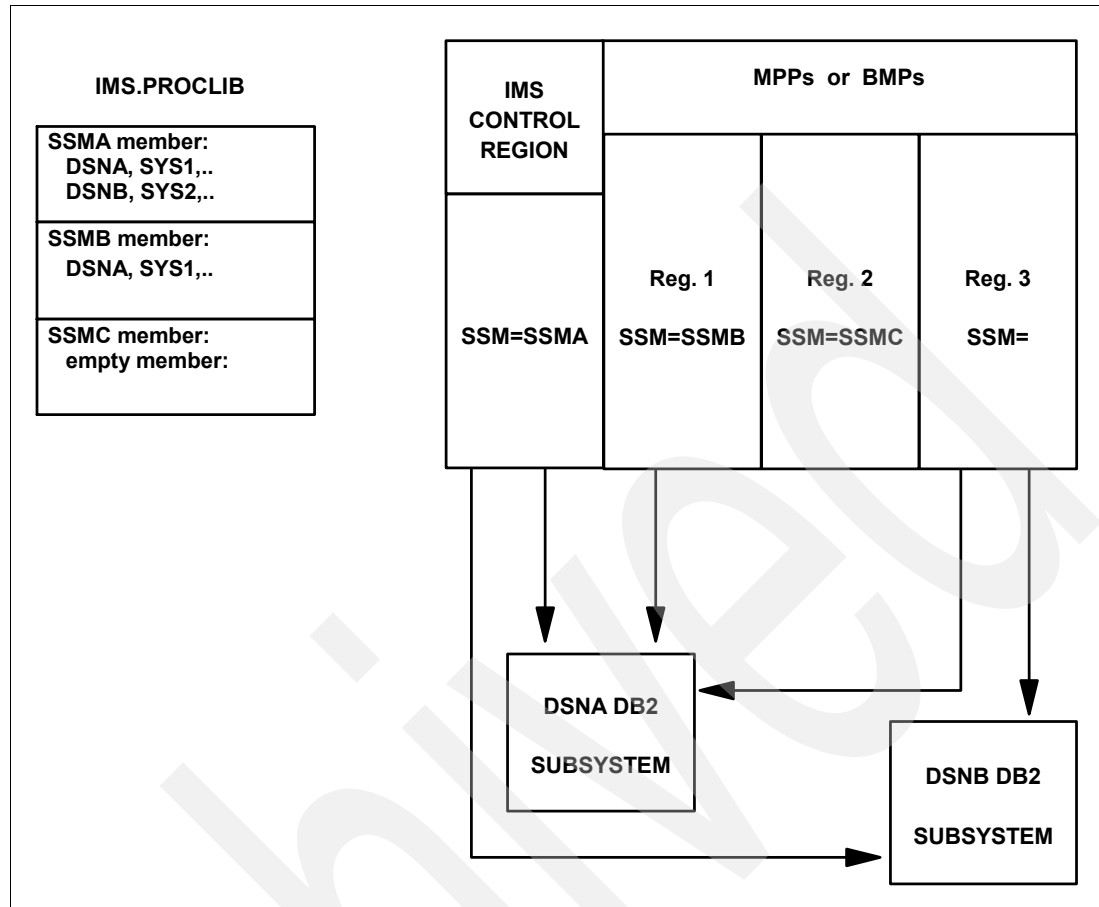 IMS.PROCLIB
SSMA member:
DSNA, SYS1,..
DSNB, SYS2,..
SSMB member:
DSNA, SYS1,..
SSMC member:
empty member:
IMS
CONTROL
REGION
MPPs or BMPs
SSM=SSMA
Reg. 1
SSM=SSMB
Reg. 2
SSM=SSMC
Reg. 3
SSM=
DSNA DB2
SUBSYSTEM
DSNB DB2
SUBSYSTEM
hived